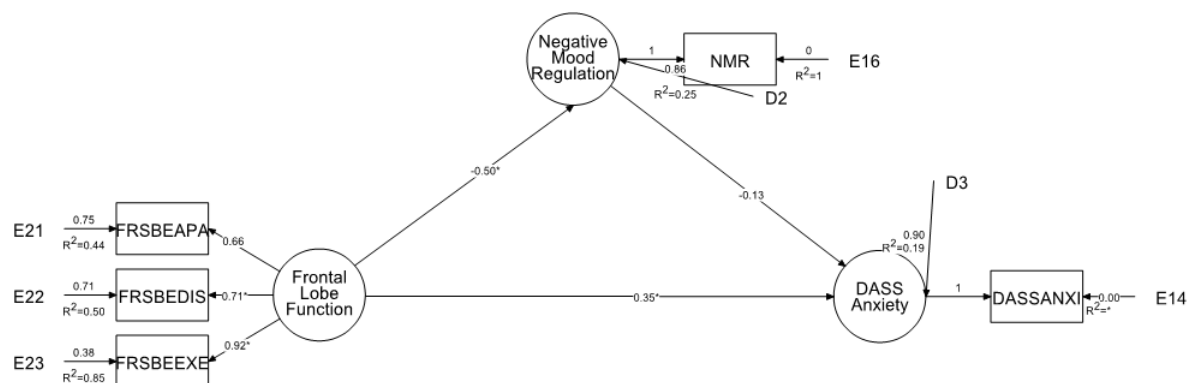 Negative
Mood
Regulation
1
0.86
R²=0.25
NMR
0
R²=1
E16
D2
-0.50*
-0.13
D3
E21
0.75
R²=0.44
FRSBEAPA
0.66
E22
0.71
R²=0.50
FRSBEDIS
0.71*
E23
0.38
R²=0.85
FRSBEEXE
0.92*
Frontal
Lobe
Function
0.35*
0.90
R²=0.19
DASS
Anxiety
1
DASSANXI
0.00
R²=*
E14